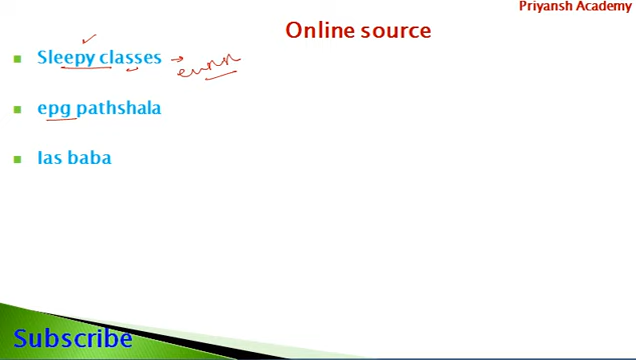 Priyansh Academy
Online source
Sleepy classes →
epg pathshala
Ias baba
Subscribe